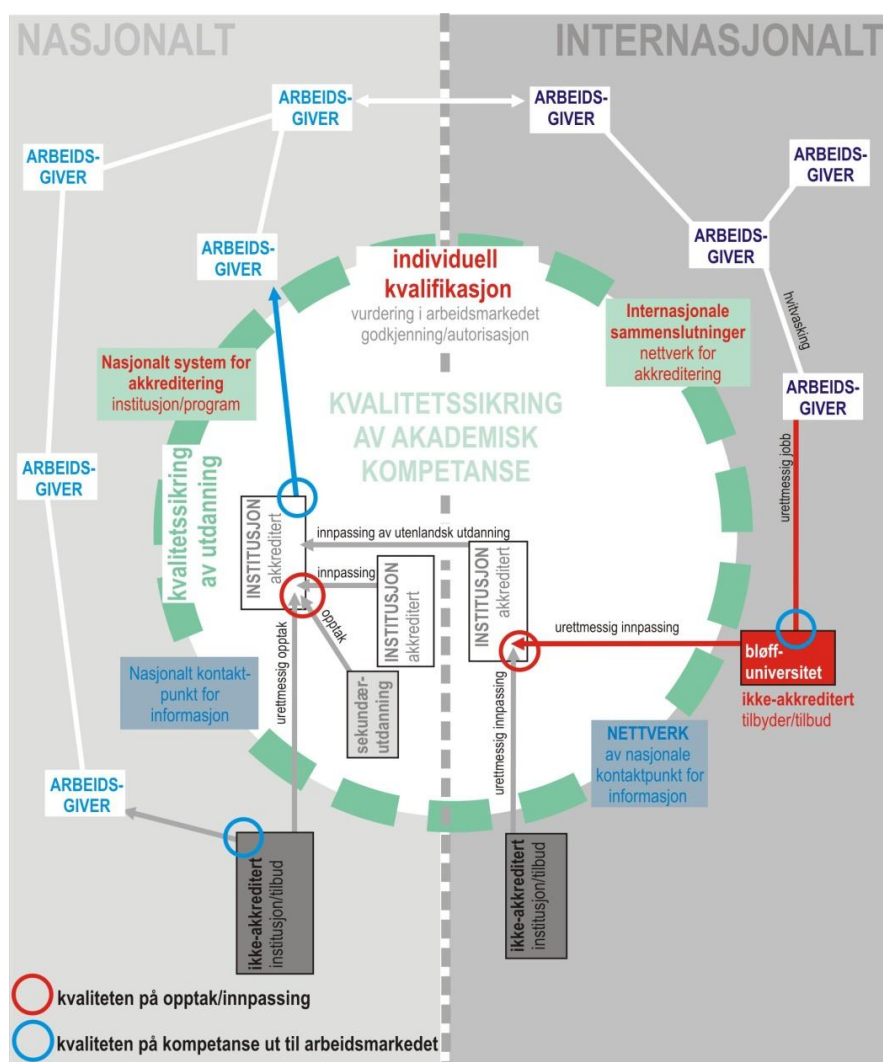 NASJONALT
INTERNASJONALT
ARBEIDS-
GIVER
ARBEIDS-
GIVER
ARBEIDS-
GIVER
ARBEIDS-
GIVER
ARBEIDS-
GIVER
ARBEIDS-
GIVER
individuell
kvalifikasjon
vurdering i arbeidsmarkedet
godkjenning/autorisasjon
hvitvasking
Internasjonale
sammenslutninger
nettverk for
akkreditering
Nasjonalt system for
akkreditering
institusjon/program
ARBEIDS-
GIVER
KVALITETSSIKRING
AV AKADEMISK
KOMPETANSE
ARBEIDS-
GIVER
kvalitetssikring
av utdanning
urettmessig jobb
INSTITUSJON
akkreditert
innpassing av utenlandsk utdanning
innpassing
INSTITUSJON
akkreditert
INSTITUSJON
akkreditert
opptak
urettmessig opptak
urettmessig innpassing
bløff-
universitet
ikke-akkreditert
tilbyder/tilbud
Nasjonalt kontakt-
punkt for
informasjon
sekundær-
utdanning
urettmessig innpassing
NETTVERK
av nasjonale
kontaktpunkt for
informasjon
ARBEIDS-
GIVER
ikke-akkreditert
institusjon/tilbud
ikke-akkreditert
institusjon/tilbud
kvaliteten på opptak/innpassing
kvaliteten på kompetanse ut til arbeidsmarkedet